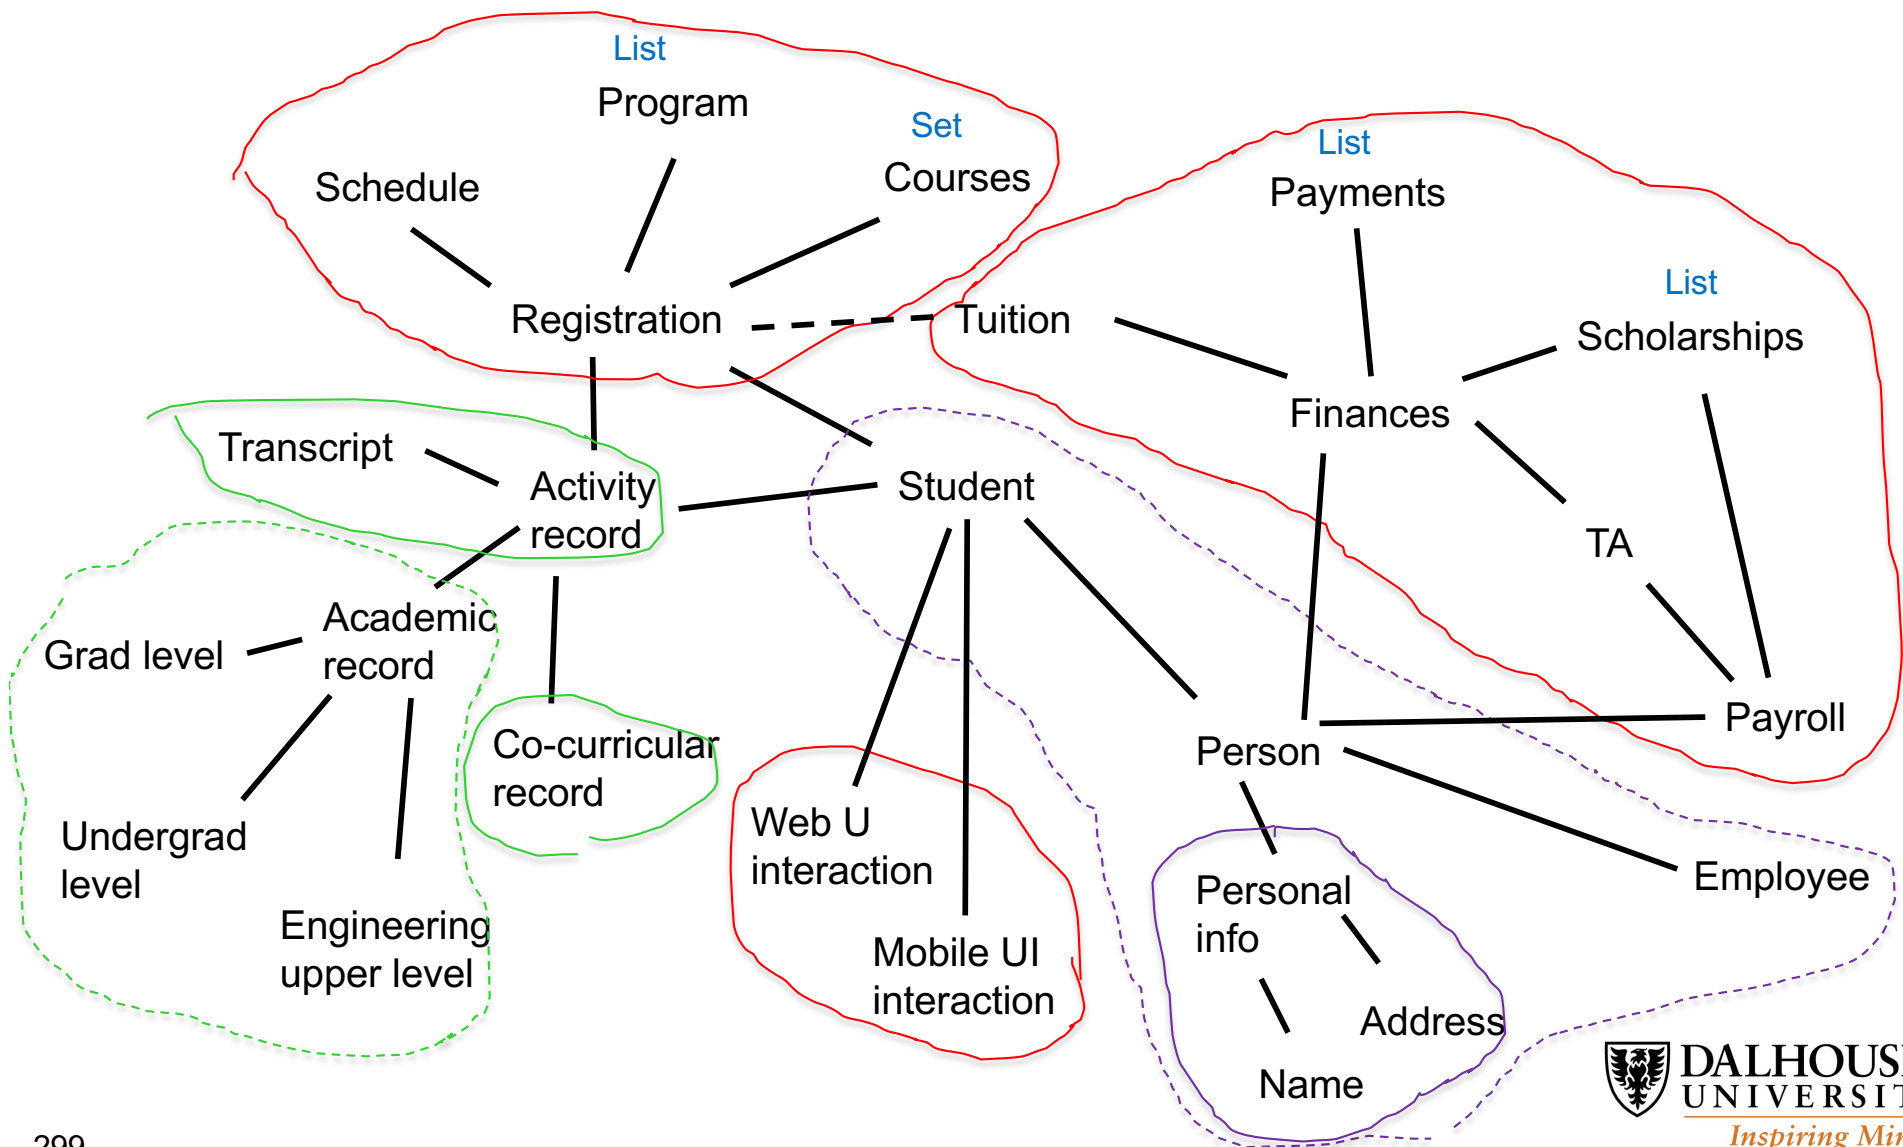 List
Program
Set
Courses
Schedule
List
Payments
Registration
Tuition
List
Scholarships
Finances
Transcript
Activity
record
Student
TA
Academic
record
Grad level
Co-curricular
record
Person
Payroll
Undergrad
level
Web U
interaction
Employee
Engineering
upper level
Mobile UI
interaction
Personal
info
Address
Name
DALHOUS
UNIVERSIT
Inspiring Mi
299